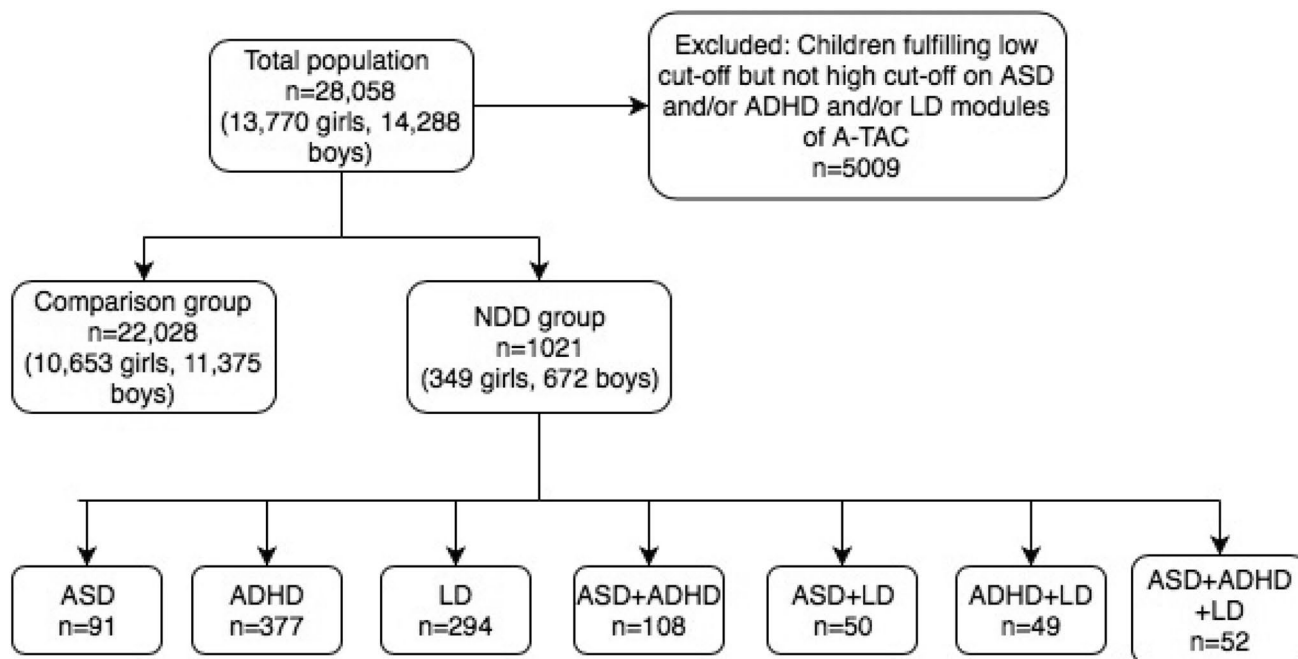 Total population
n=28,058
(13,770 girls, 14,288
boys)
Excluded: Children fulfilling low
cut-off but not high cut-off on ASD
and/or ADHD and/or LD modules
of A-TAC
n=5009
Comparison group
n=22,028
(10,653 girls, 11,375
boys)
NDD group
n=1021
(349 girls, 672 boys)
ASD
n=91
ADHD
n=377
LD
n=294
ASD+ADHD
n=108
ASD+LD
n=50
ADHD+LD
n=49
ASD+ADHD
+LD
n=52